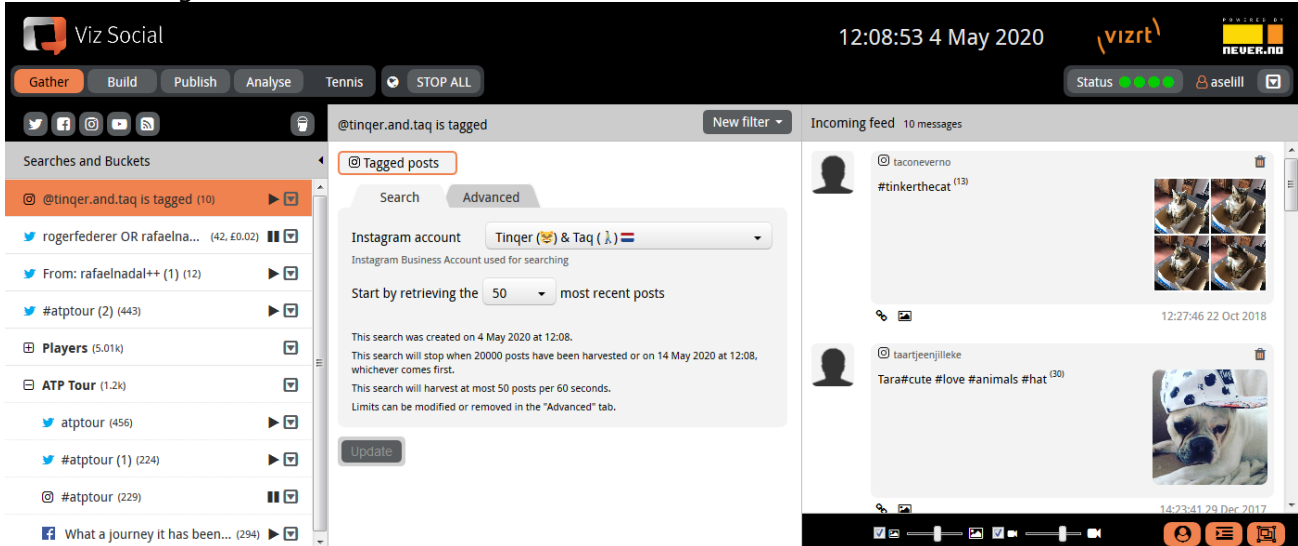 Viz Social
12:08:53 4 May 2020
vizrt
POWERED BY
never.no
Gather Build Publish Analyse Tennis STOP ALL
Status aselill
@tinqer.and.taq is tagged New filter
Incoming feed 10 messages
Searches and Buckets
@tinqer.and.taq is tagged (10)
rogerfederer OR rafaelna... (42, £0.02)
From: rafaelnadal++ (1) (12)
#atptour (2) (443)
Players (5.01k)
ATP Tour (1.2k)
atptour (456)
#atptour (1) (224)
#atptour (229)
What a journey it has been... (294)
Tagged posts
Search Advanced
Instagram account Tinqer (😸) & Taq (🚶) 🇳🇱
Instagram Business Account used for searching
Start by retrieving the 50 most recent posts
This search was created on 4 May 2020 at 12:08.
This search will stop when 20000 posts have been harvested or on 14 May 2020 at 12:08,
whichever comes first.
This search will harvest at most 50 posts per 60 seconds.
Limits can be modified or removed in the "Advanced" tab.
Update
taconeverno
#tinkerthecat (13)
12:27:46 22 Oct 2018
taartjeenjilleke
Tara#cute #love #animals #hat (30)
14:23:41 29 Dec 2017